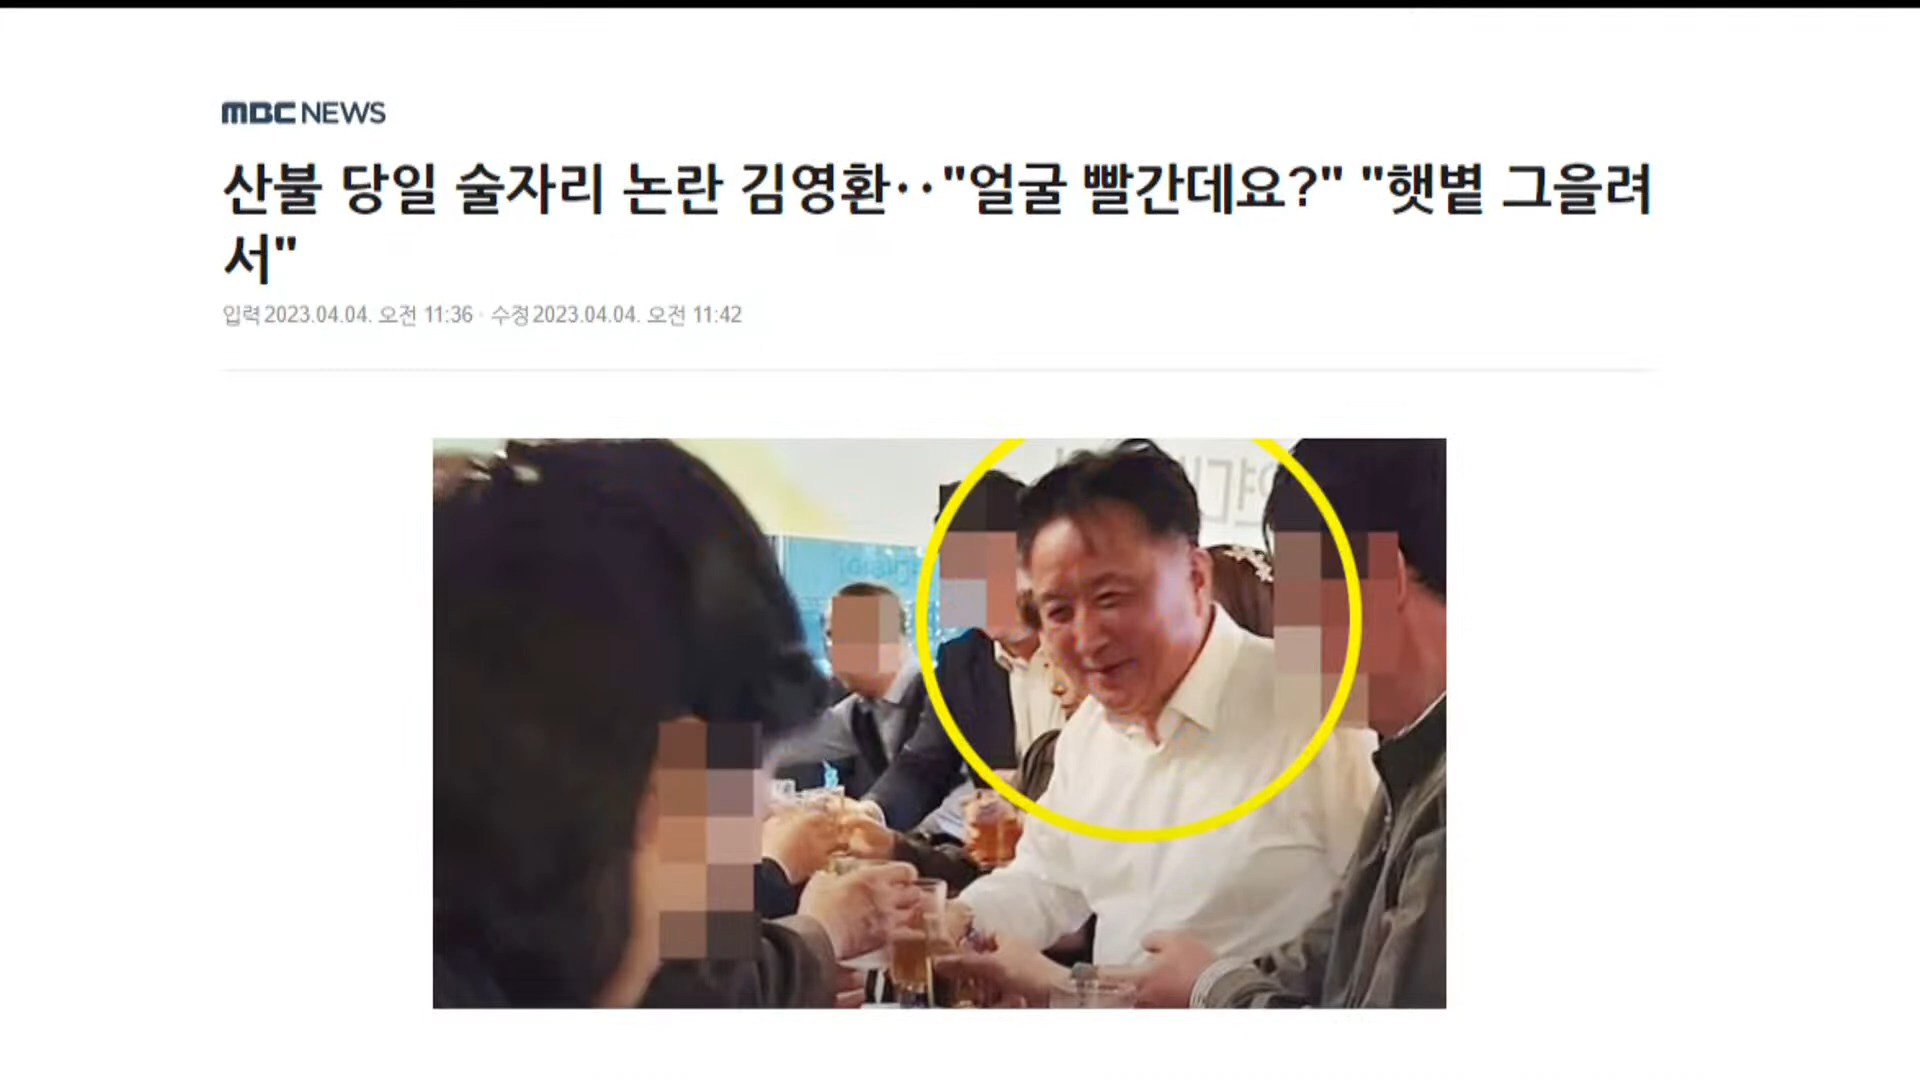 MBC NEWS
산불 당일 술자리 논란 김영환‥"얼굴 빨간데요?" "햇볕 그을려
서"
입력 2023.04.04. 오전 11:36 · 수정 2023.04.04. 오전 11:42